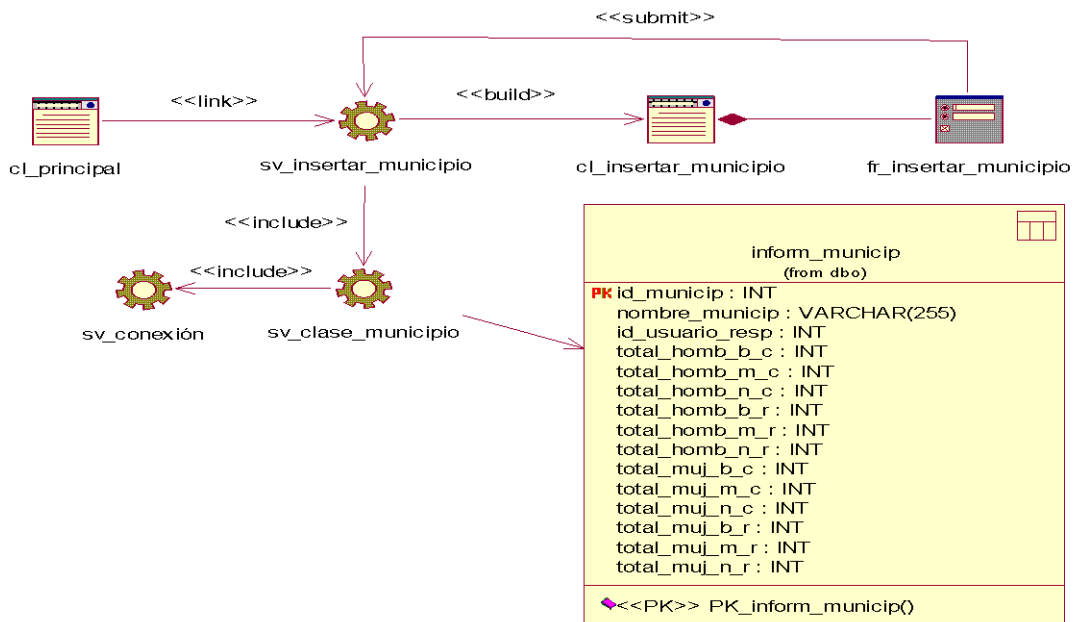 <<submit>>
<<link>>
<<build>>
cl_principal
sv_insertar_municipio
cl_insertar_municipio
fr_insertar_municipio
<<include>>
<<include>>
sv_conexión
sv_clase_municipio
inform_municip
(from dbo)
PK id_municip : INT
nombre_municip : VARCHAR(255)
id_usuario_resp : INT
total_homb_b_c : INT
total_homb_m_c : INT
total_homb_n_c : INT
total_homb_b_r : INT
total_homb_m_r : INT
total_homb_n_r : INT
total_muj_b_c : INT
total_muj_m_c : INT
total_muj_n_c : INT
total_muj_b_r : INT
total_muj_m_r : INT
total_muj_n_r : INT
<<PK>> PK_inform_municip()